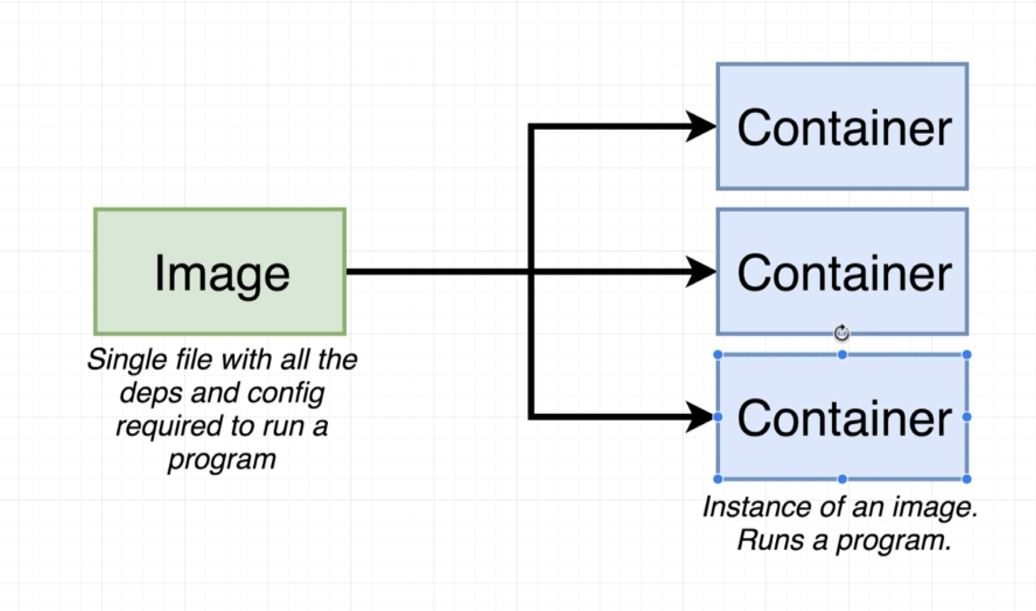 Container
Image
Container
Single file with all the
deps and config
required to run a
program
Container
Instance of an image.
Runs a program.